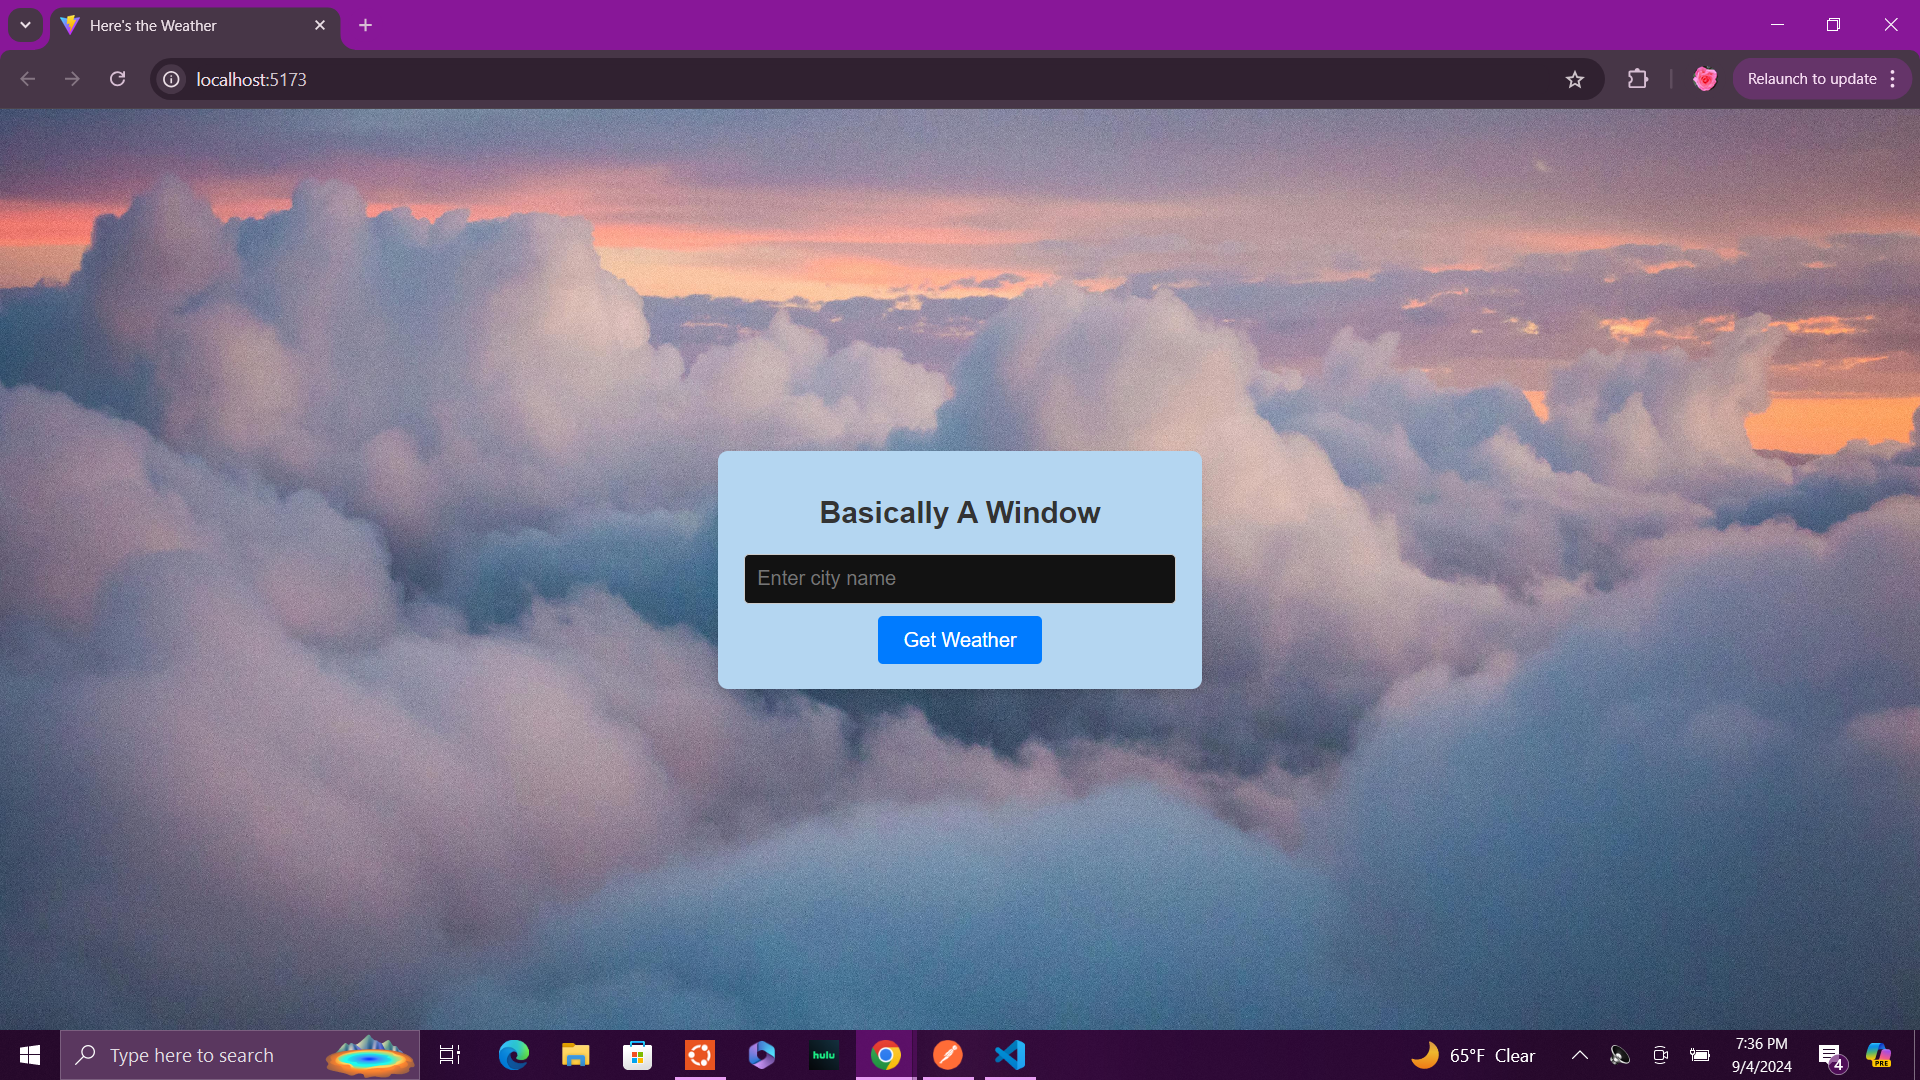 Here's the Weather
localhost:5173
Relaunch to update
Basically A Window
Enter city name
Get Weather
Type here to search
hulu
65°F Clear
7:36 PM
9/4/2024
4
PRE